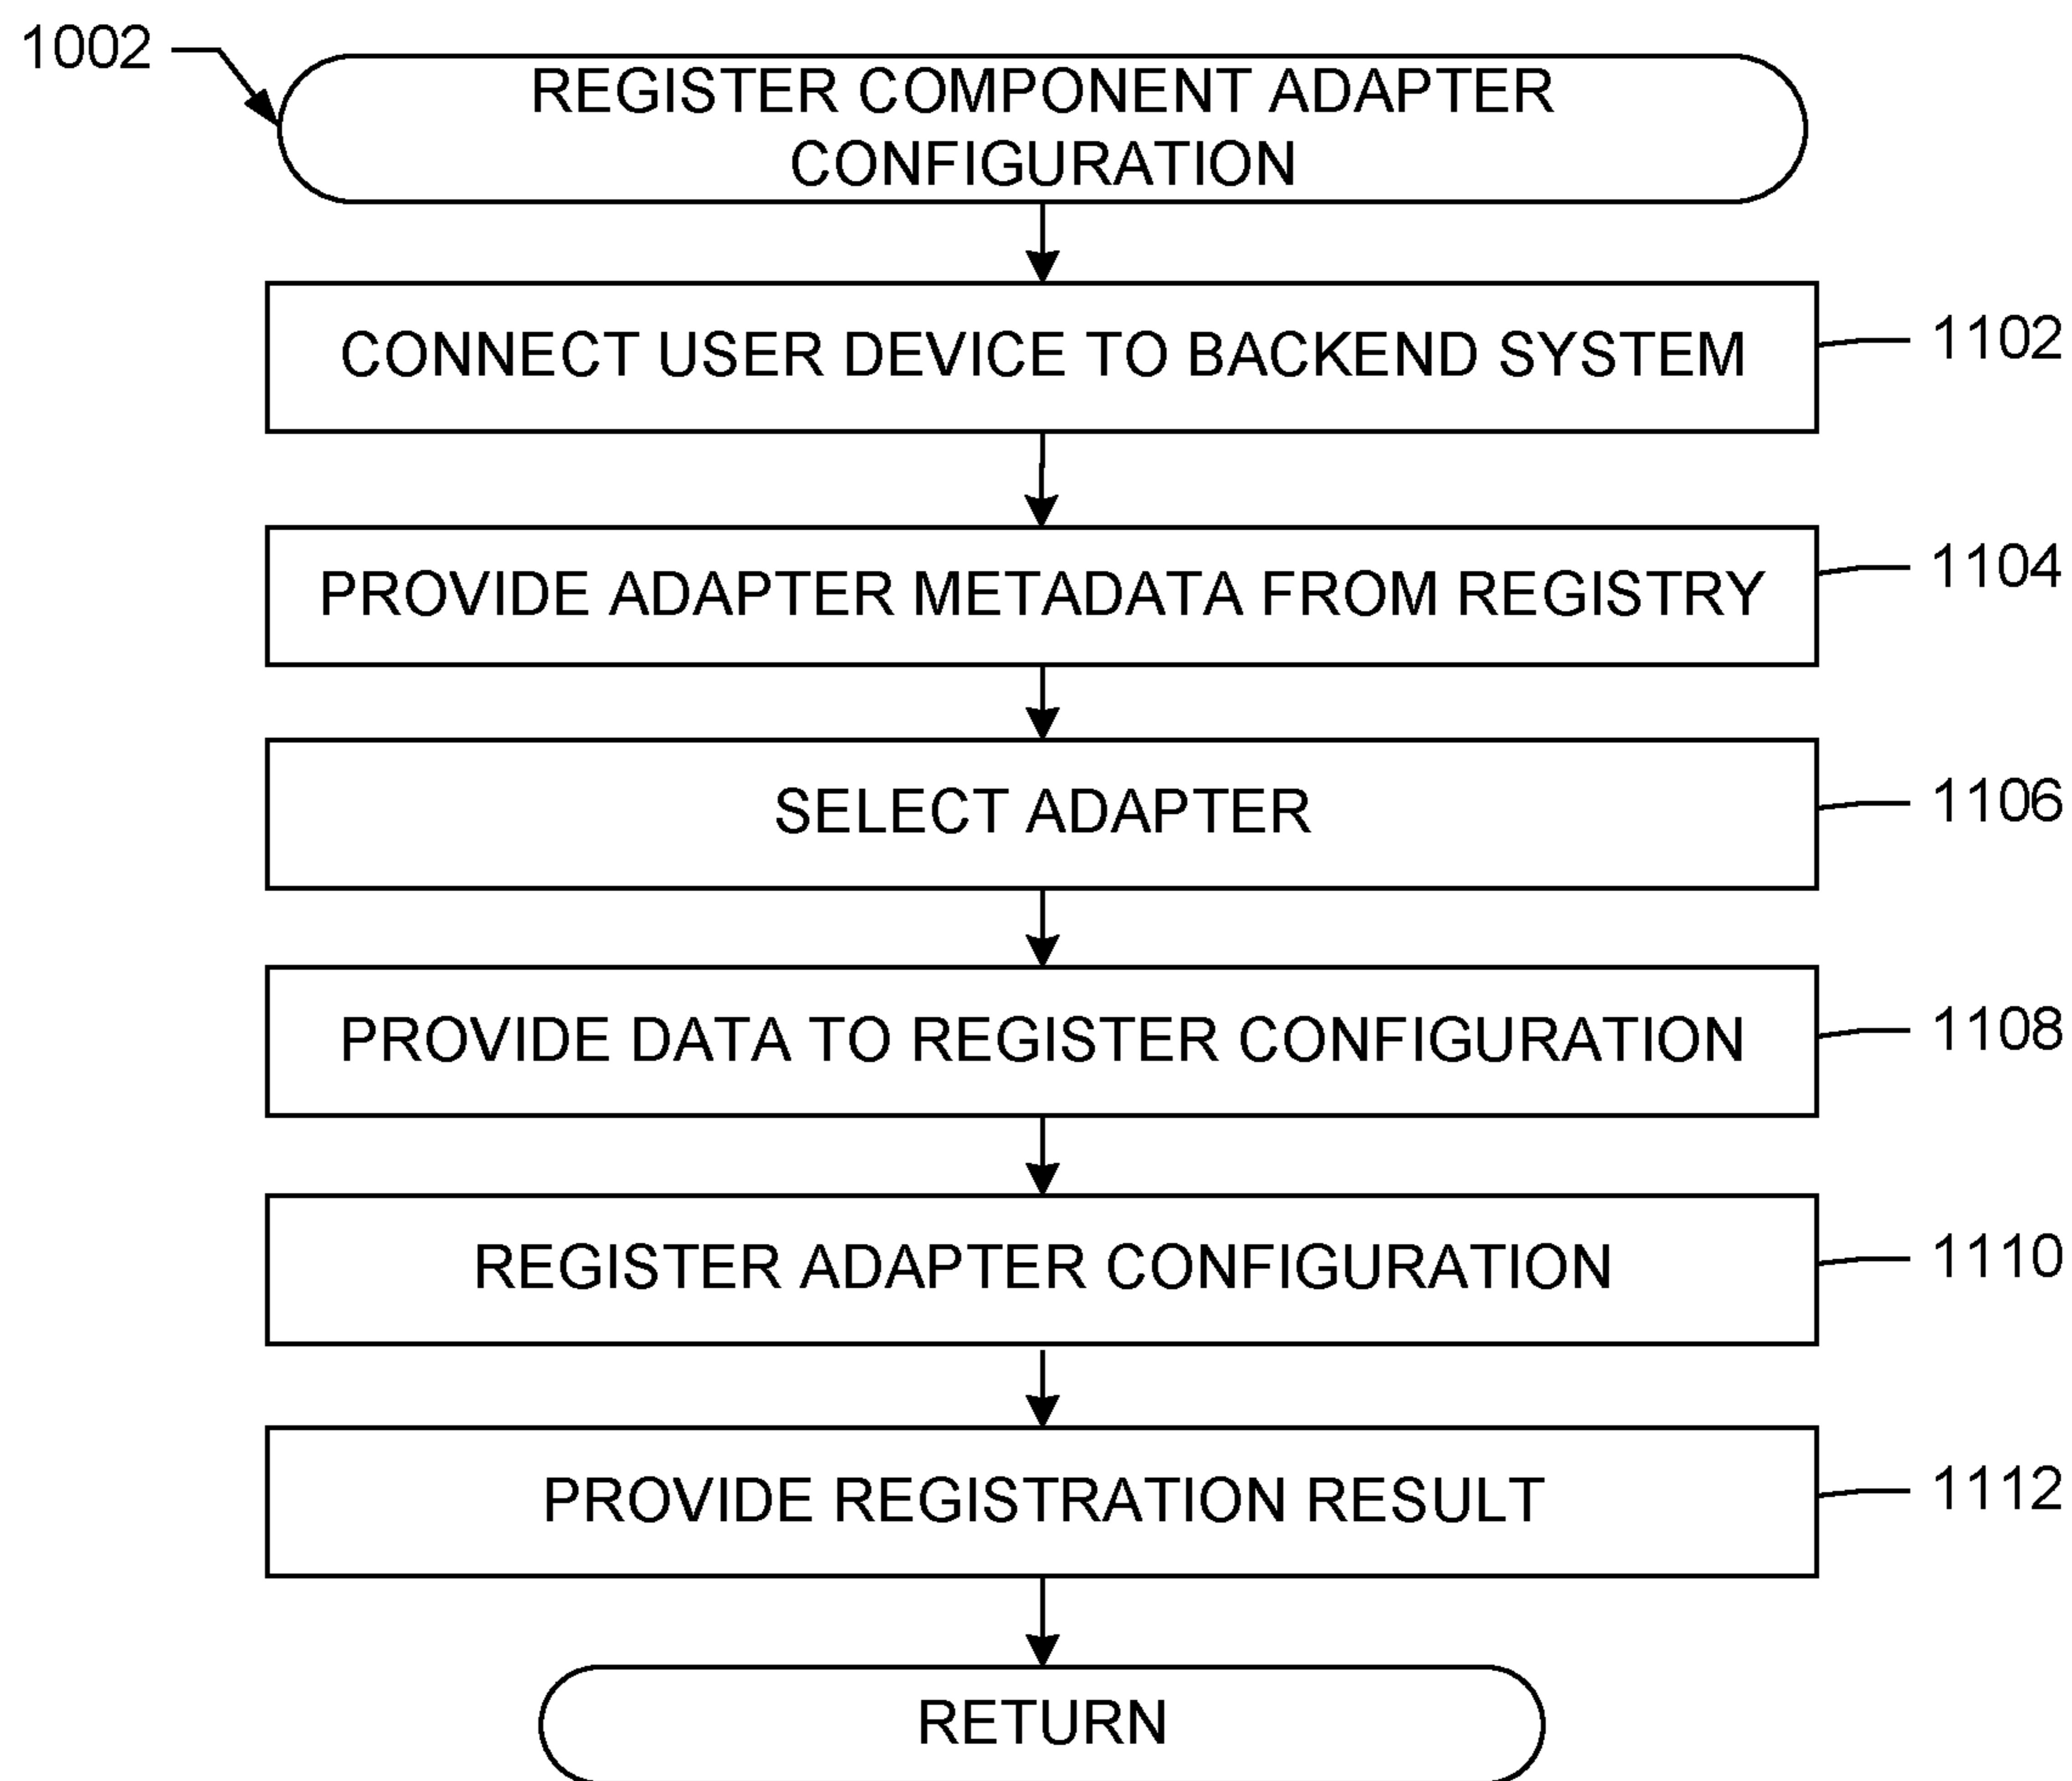 1002
REGISTER COMPONENT ADAPTER
CONFIGURATION
CONNECT USER DEVICE TO BACKEND SYSTEM
1102
PROVIDE ADAPTER METADATA FROM REGISTRY
1104
SELECT ADAPTER
1106
PROVIDE DATA TO REGISTER CONFIGURATION
1108
REGISTER ADAPTER CONFIGURATION
1110
PROVIDE REGISTRATION RESULT
1112
RETURN